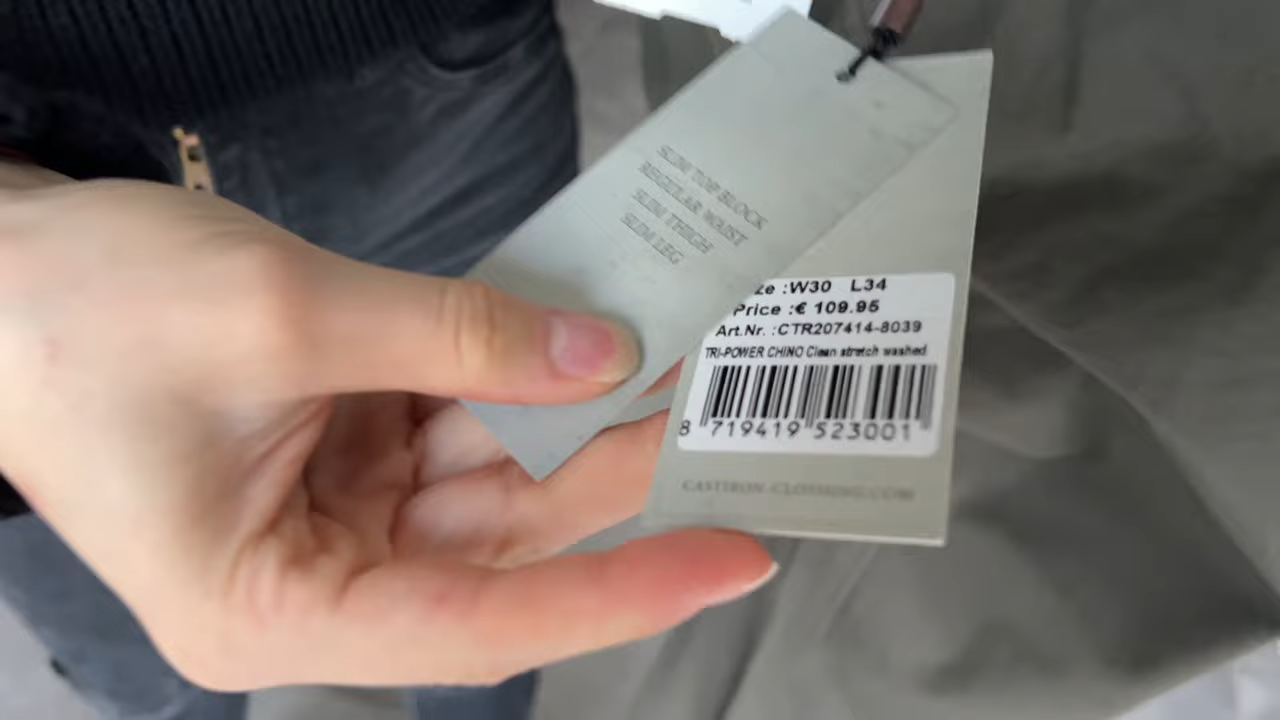 SLIM TOP BLOCK
REGULAR WAIST
SLIM THIGH
SLIM LEG
ze :W30 L34
Price :€ 109.95
Art.Nr. :CTR207414-8039
TRI-POWER CHINO Clean stretch washed
8 719419 523001
CASTIRON-CLOTHING.COM